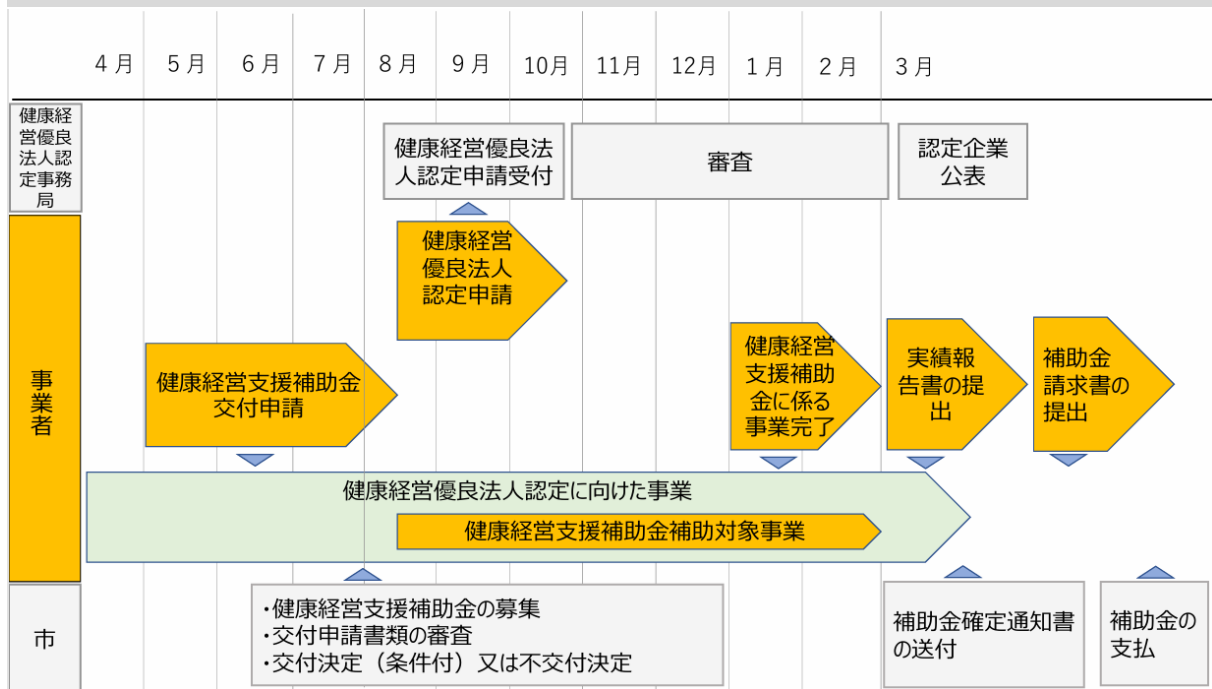 4 月 5 月 6 月 7 月 8月 9月 10月 11月 12月 1 月 2 月 3 月
健康経
営優良
法人認
定事務
局
健康経営優良法
人認定申請受付
審査
認定企業
公表
事業者
健康経営
優良法人
認定申請
健康経営支援補助金
交付申請
健康経営
支援補助
金に係る
事業完了
実績報
告書の提
出
補助金
請求書の
提出
健康経営優良法人認定に向けた事業
健康経営支援補助金補助対象事業
市
・健康経営支援補助金の募集
・交付申請書類の審査
・交付決定（条件付）又は不交付決定
補助金確定通知書
の送付
補助金の
支払